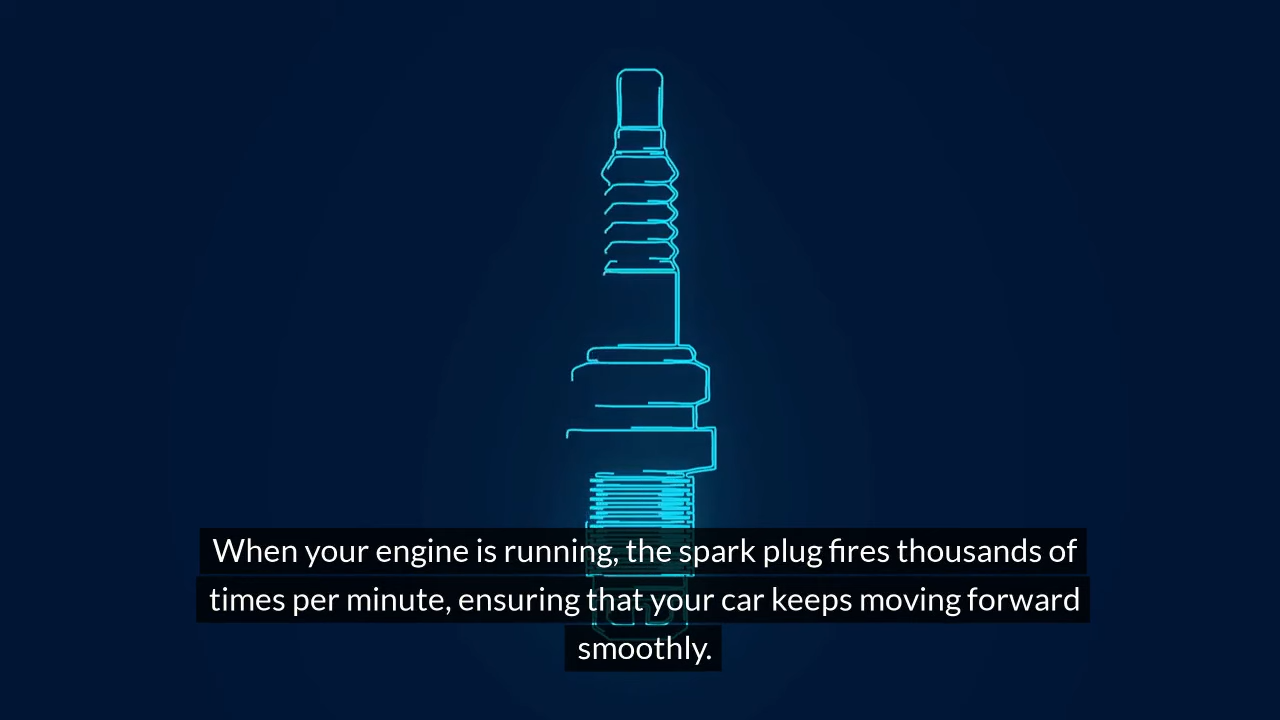 When your engine is running, the spark plug fires thousands of
times per minute, ensuring that your car keeps moving forward
smoothly.